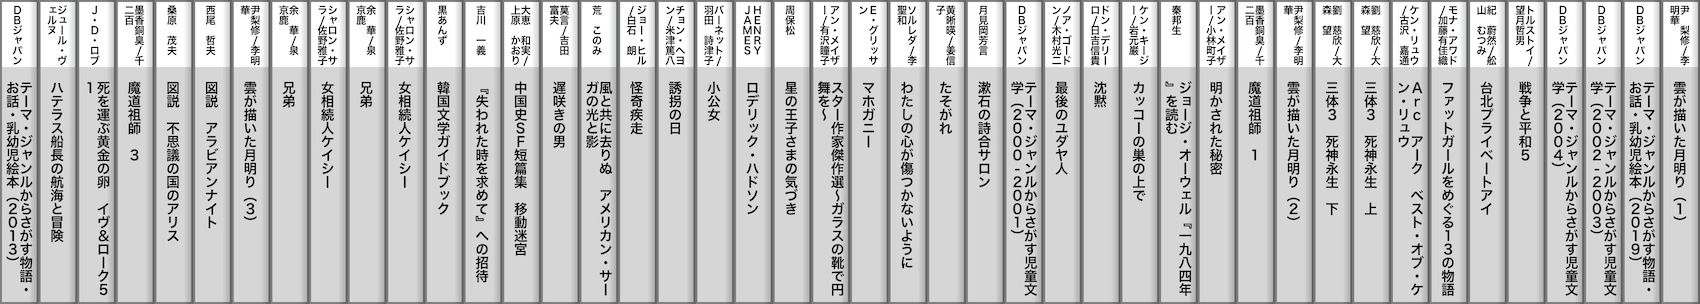 尹 梨修/李
明華
雲が描いた月明り(1)
DBジャパン
テーマ・ジャンルからさがす物語・
お話・乳幼児絵本(2019)
DBジャパン
テーマ・ジャンルからさがす児童文
学(2002-2003)
DBジャパン
テーマ・ジャンルからさがす児童文
学(2004)
トルストイ/
望月哲男
戦争と平和5
紀 蔚然/舩
山 むつみ
台北プライベートアイ
モナ・アワド
/加藤有佳織
ファットガールをめぐる13の物語
ケン・リュウ
/古沢 嘉通
Arc アーク ベスト・オブ・ケ
ン・リュウ
劉 慈欣/大
森 望
三体3 死神永生 上
劉 慈欣/大
森 望
三体3 死神永生 下
尹梨修/李明
華
雲が描いた月明り(2)
墨香銅臭/千
二百
魔道祖師 1
アン・メイザ
ー/小林町子
明かされた秘密
秦邦生
ジョージ・オーウェル『一九八四年
』を読む
ケン・キージ
ー/岩元巌
カッコーの巣の上で
ドン・デリー
ロ/日吉信貴
沈黙
ノア・ゴード
ン/木村光二
最後のユダヤ人
DBジャパン
テーマ・ジャンルからさがす児童文
学(2000-2001)
月見岡芳言
漱石の詩合サロン
黄晳暎/姜信
子
たそがれ
ソルレダ/李
聖和
わたしの心が傷つかないように
E・グリッサ
ン
マホガニー
アン・メイザ
ー/有沢瞳子
スター作家傑作選〜ガラスの靴で円
舞を〜
周保松
星の王子さまの気づき
HENRY
JAMES
ロデリック・ハドソン
バーネット/
羽田 詩津子
小公女
チョン・ヘヨ
ン/米津篤八
誘拐の日
ジョー・ヒル
/白石 朗
怪奇疾走
荒 このみ
風と共に去りぬ アメリカン・サー
ガの光と影
莫言/吉田
富夫
遅咲きの男
大恵 和実/
上原 かおり
中国史SF短篇集 移動迷宮
吉川 一義
『失われた時を求めて』への招待
黒あんず
韓国文学ガイドブック
シャロン・サ
ラ/佐野雅子
女相続人ケイシー
余 華/泉
京鹿
兄弟
シャロン・サ
ラ/佐野雅子
女相続人ケイシー
余 華/泉
京鹿
兄弟
尹梨修/李明
華
雲が描いた月明り(3)
西尾 哲夫
図説 アラビアンナイト
桑原 茂夫
図説 不思議の国のアリス
墨香銅臭/千
二百
魔道祖師 3
J・D・ロブ
死を運ぶ黄金の卵 イヴ&ローク5
1
ジュール・ヴ
ェルヌ
ハテラス船長の航海と冒険
DBジャパン
テーマ・ジャンルからさがす物語・
お話・乳幼児絵本(2013)